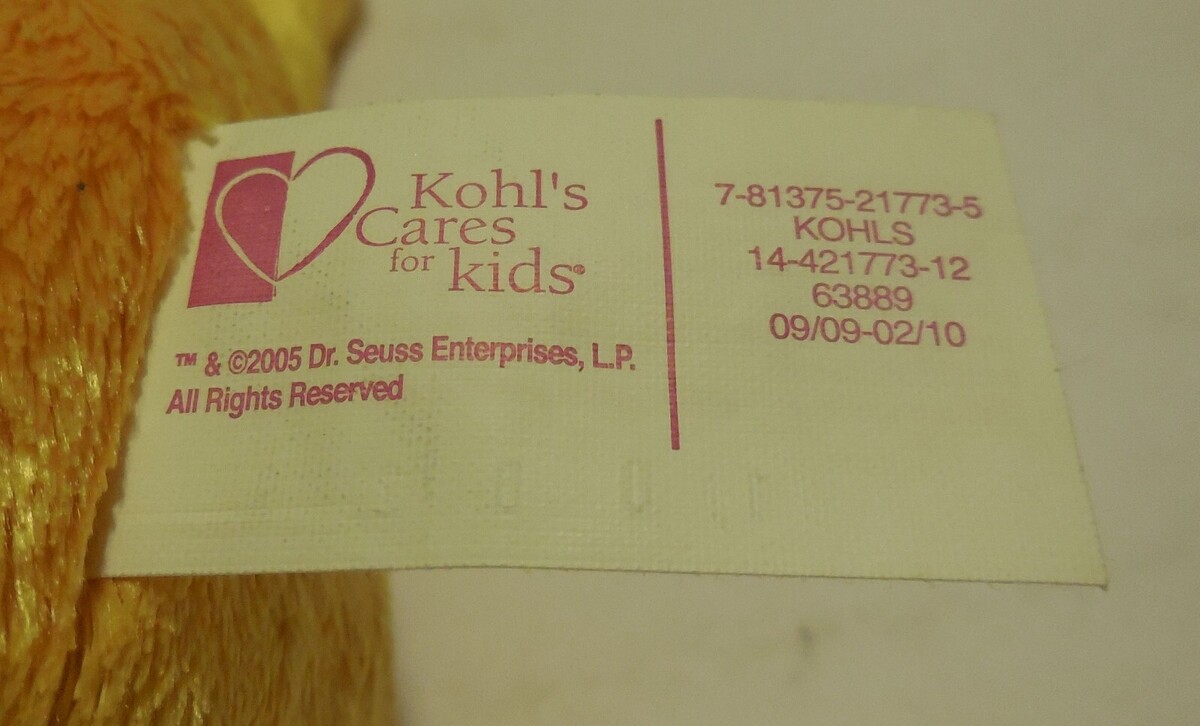 Kohl's
Cares
for kids®
™ & ©2005 Dr. Seuss Enterprises, L.P.
All Rights Reserved
7-81375-21773-5
KOHLS
14-421773-12
63889
09/09-02/10